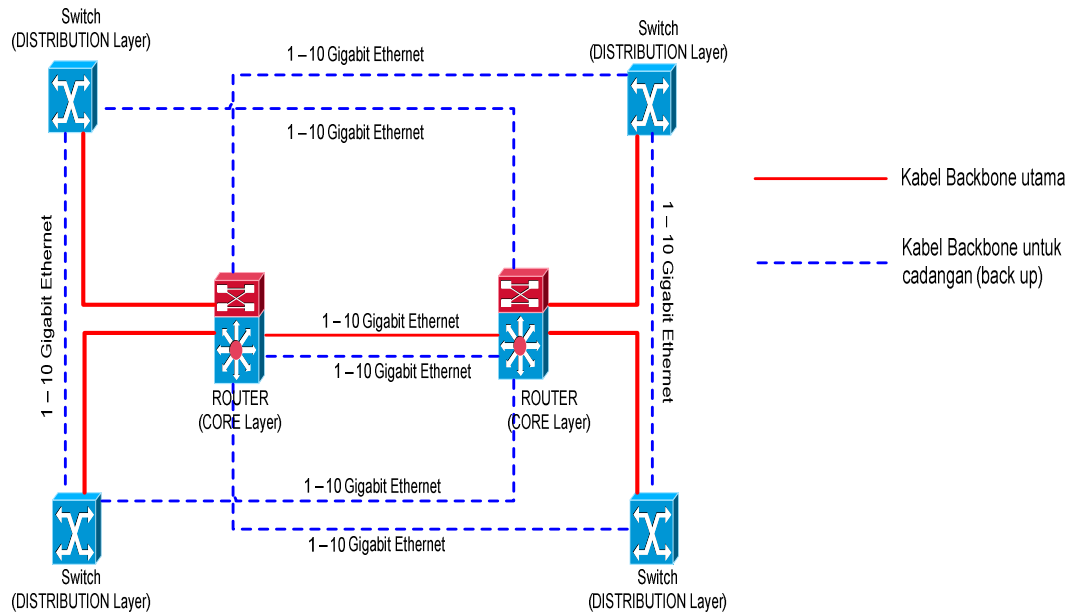 Switch
(DISTRIBUTION Layer)
Switch
(DISTRIBUTION Layer)
1 – 10 Gigabit Ethernet
1 – 10 Gigabit Ethernet
Kabel Backbone utama
Kabel Backbone untuk
cadangan (back up)
1 – 10 Gigabit Ethernet
1 – 10 Gigabit Ethernet
1 – 10 Gigabit Ethernet
1 – 10 Gigabit Ethernet
ROUTER
(CORE Layer)
ROUTER
(CORE Layer)
1 – 10 Gigabit Ethernet
1 – 10 Gigabit Ethernet
Switch
(DISTRIBUTION Layer)
Switch
(DISTRIBUTION Layer)